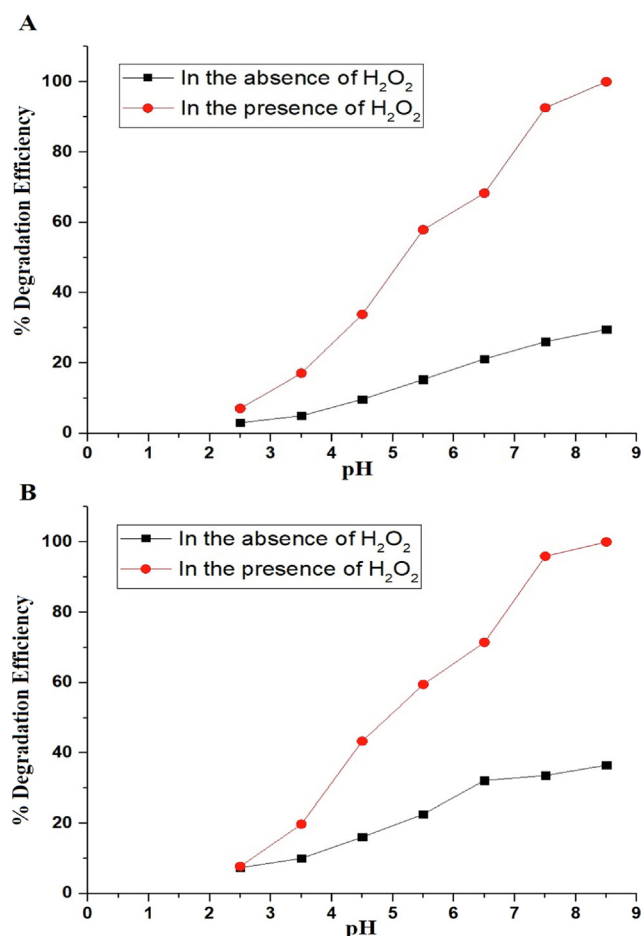 A
In the absence of H₂O₂
In the presence of H₂O₂
% Degradation Efficiency
100
80
60
40
20
0
0 1 2 3 4 5 6 7 8 9
pH
B
In the absence of H₂O₂
In the presence of H₂O₂
% Degradation Efficiency
100
80
60
40
20
0
0 1 2 3 4 5 6 7 8 9
pH